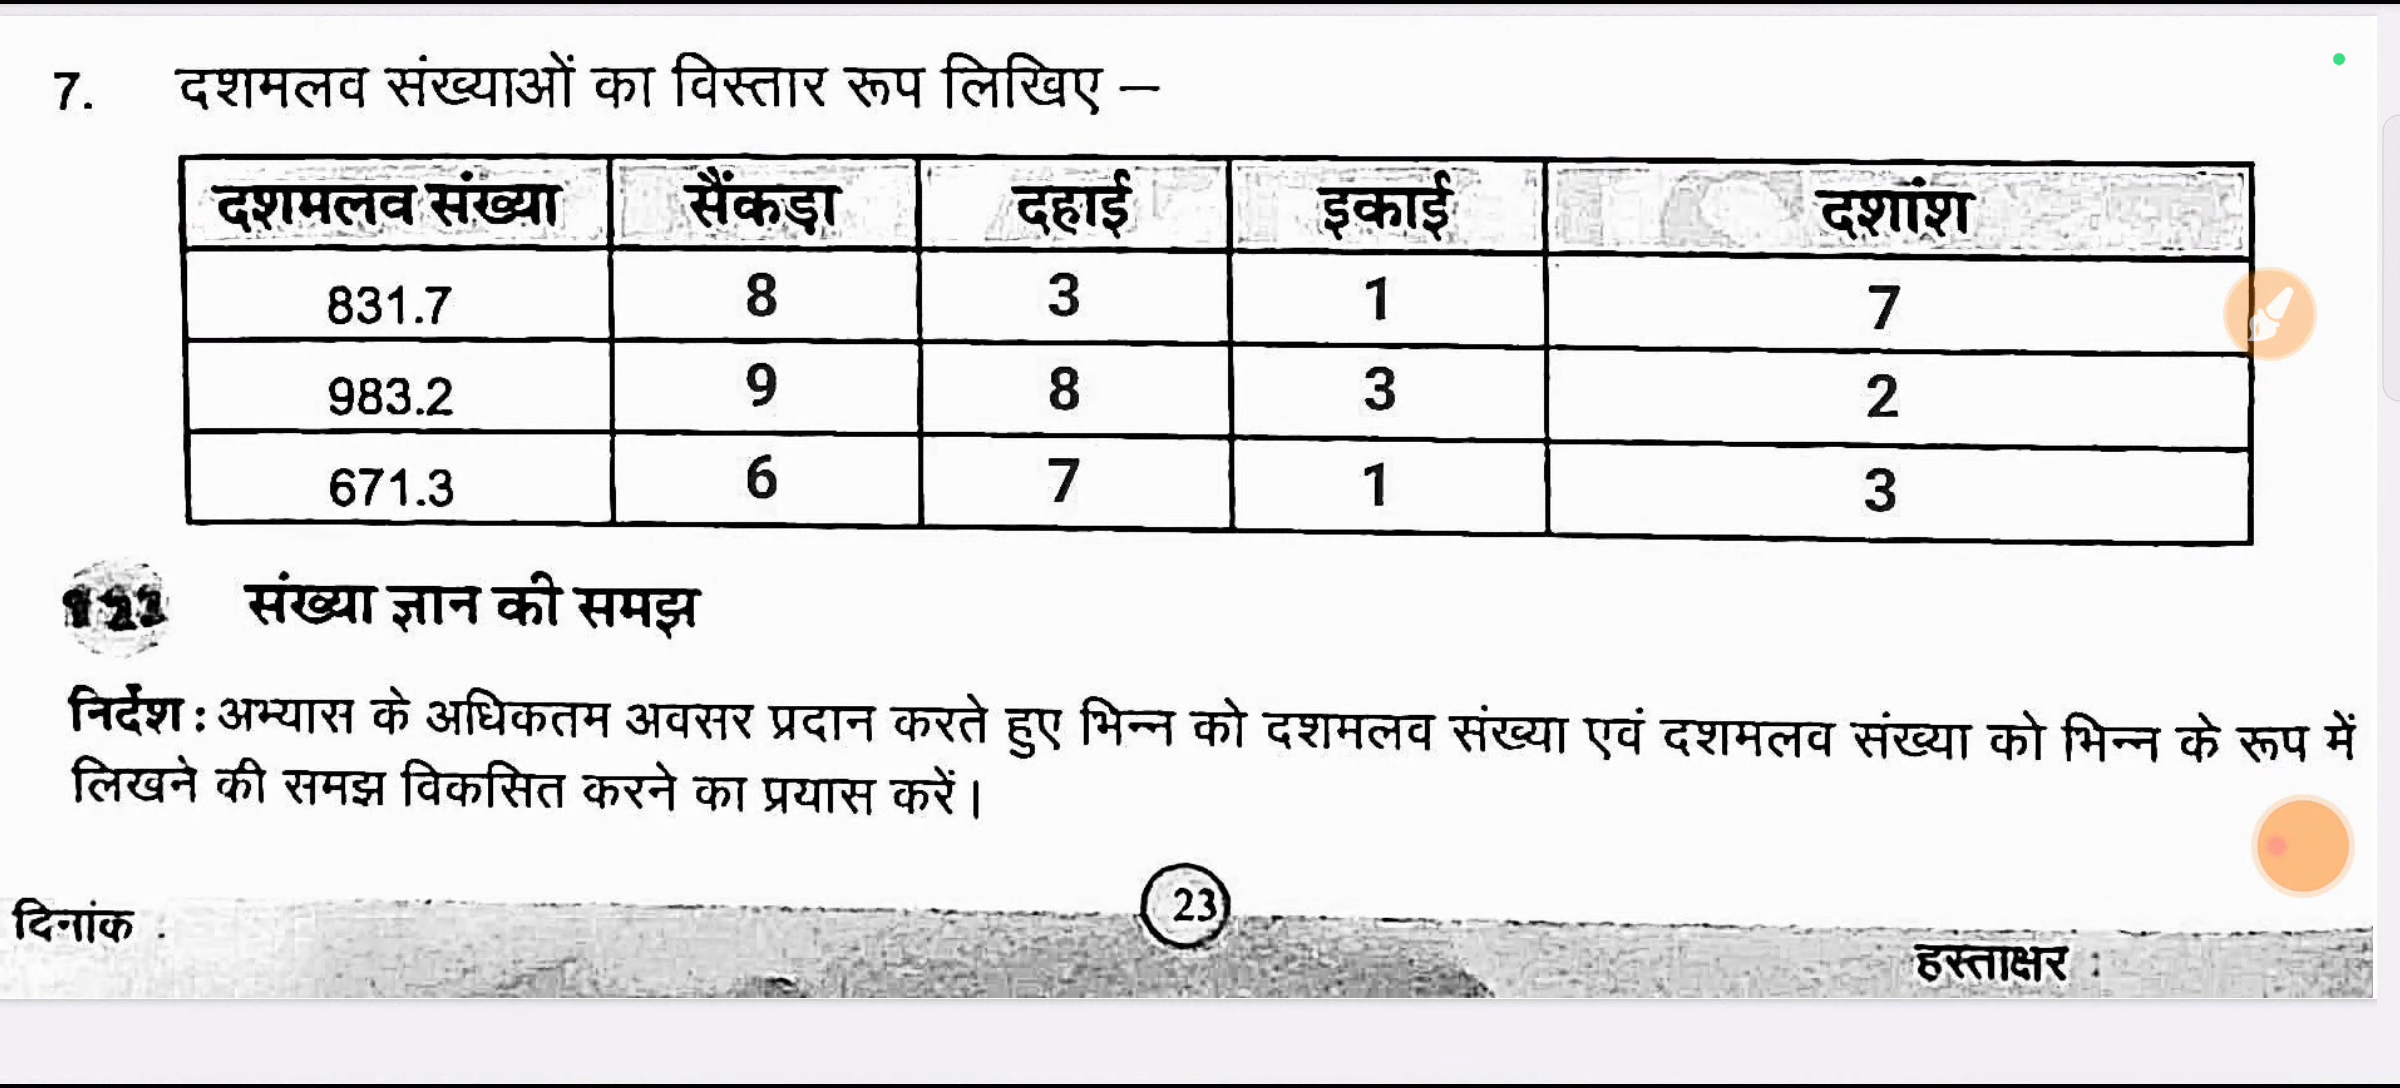 7. दशमलव संख्याओं का विस्तार रूप लिखिए –
दशमलव संख्या सैंकड़ा दहाई इकाई दशांश
831.7 8 3 1 7
983.2 9 8 3 2
671.3 6 7 1 3
संख्या ज्ञान की समझ
निर्देश : अभ्यास के अधिकतम अवसर प्रदान करते हुए भिन्न को दशमलव संख्या एवं दशमलव संख्या को भिन्न के रूप में
लिखने की समझ विकसित करने का प्रयास करें।
23
दिनांक :
हस्ताक्षर :